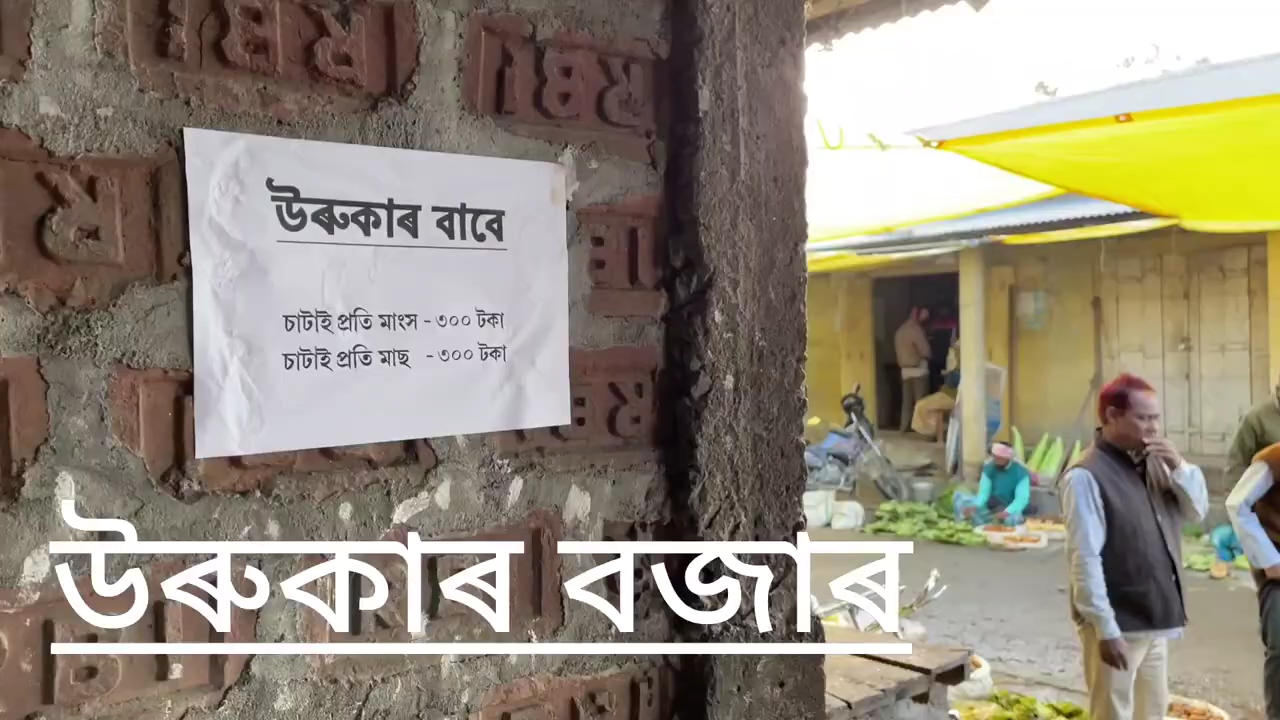 উৰুকাৰ বাবে
চাটাই প্ৰতি মাংস - ৩০০ টকা
চাটাই প্ৰতি মাছ - ৩০০ টকা
উৰুকাৰ বজাৰ